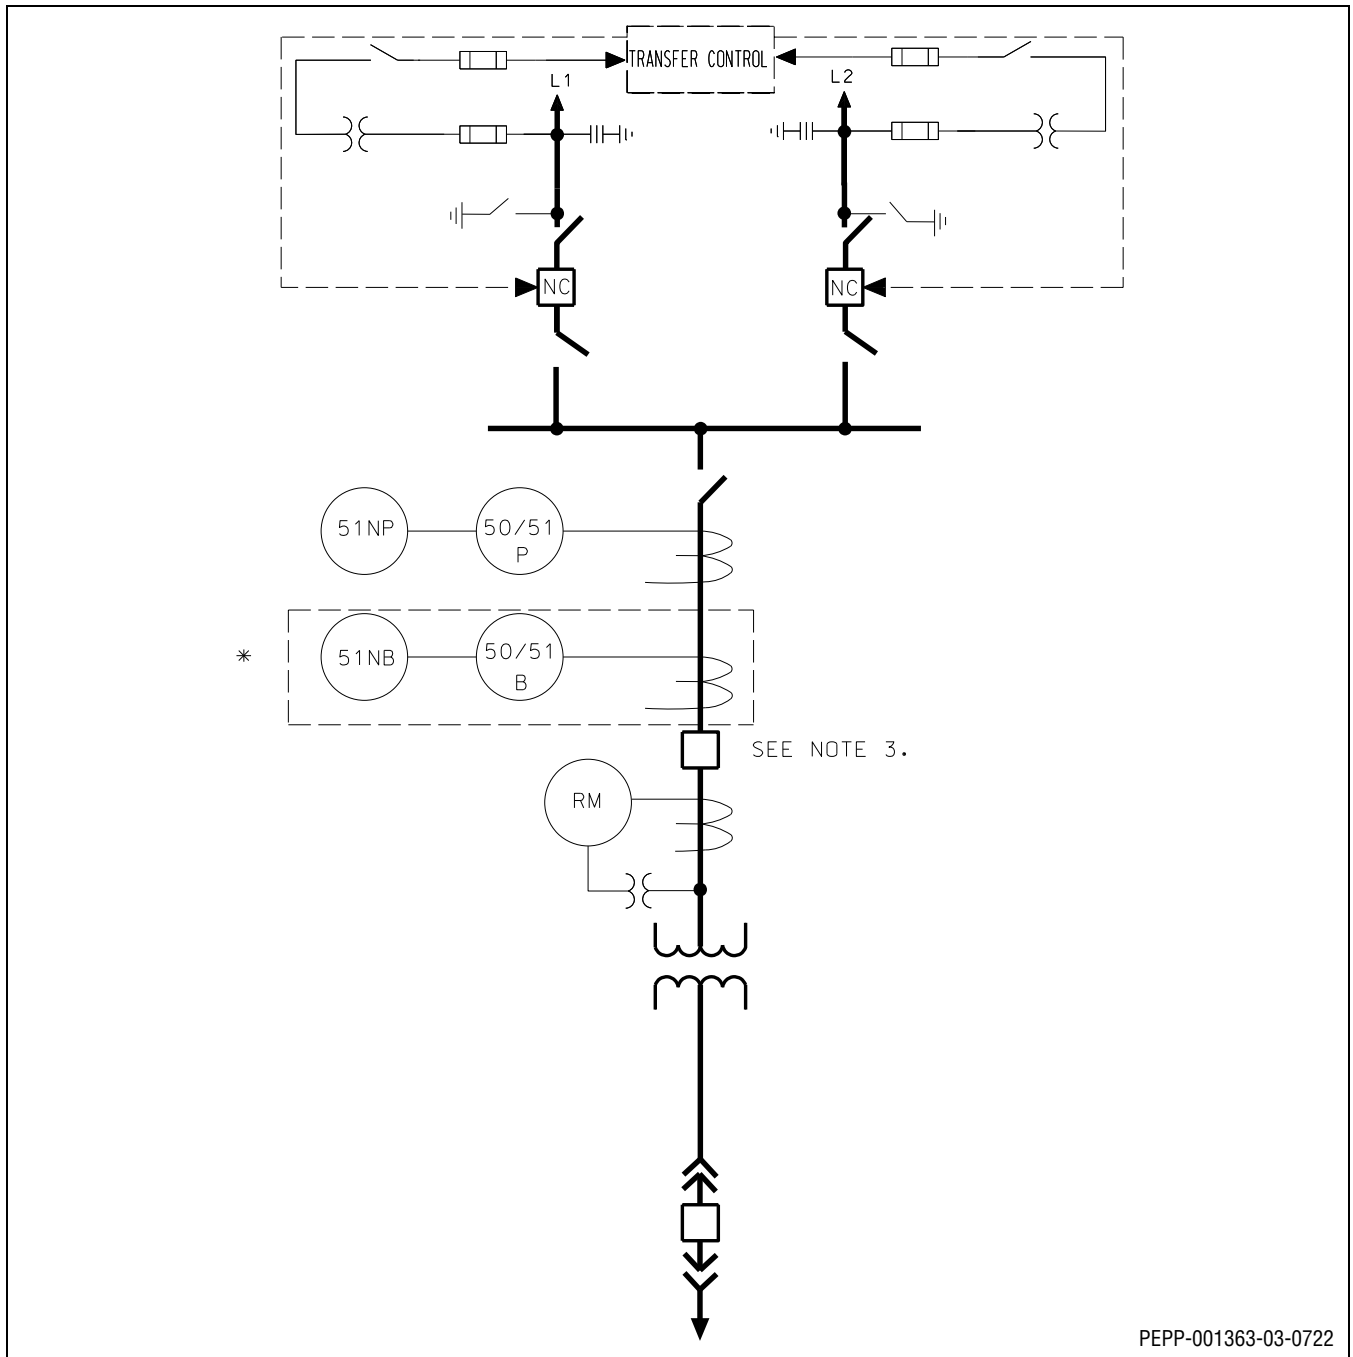 TRANSFER CONTROL
L1
L2
NC
NC
51NP
50/51
P
*
51NB
50/51
B
SEE NOTE 3.
RM
PEPP-001363-03-0722